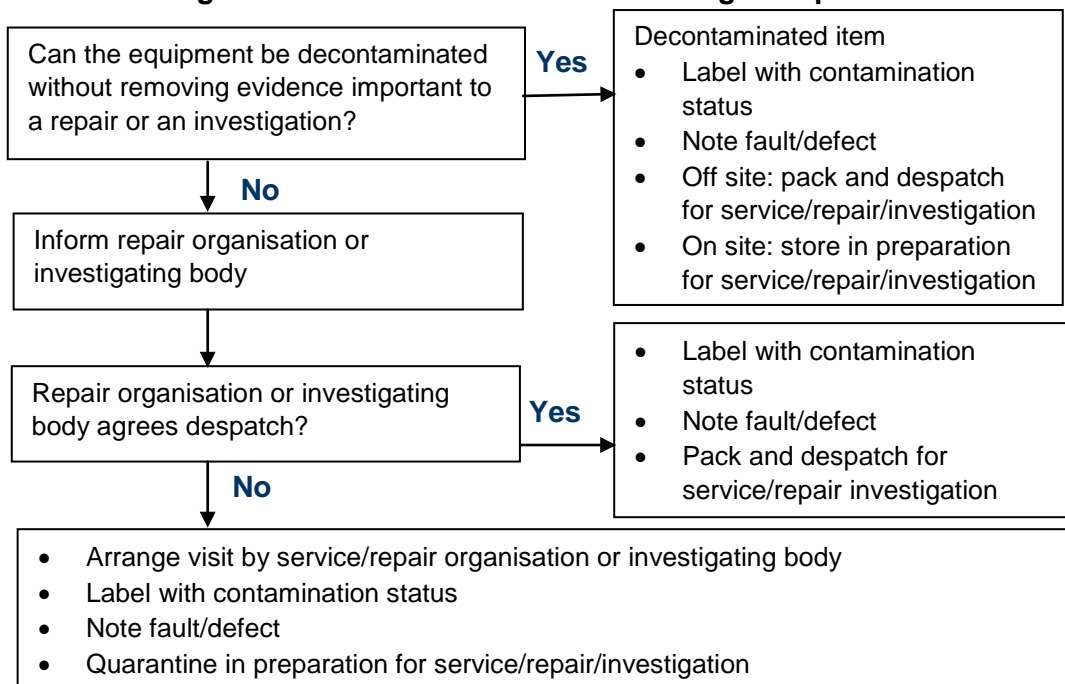 Can the equipment be decontaminated
without removing evidence important to
a repair or an investigation?
Yes
Decontaminated item
• Label with contamination
status
• Note fault/defect
• Off site: pack and despatch
for service/repair/investigation
• On site: store in preparation
for service/repair/investigation
No
Inform repair organisation or
investigating body
Repair organisation or investigating
body agrees despatch?
Yes
• Label with contamination
status
• Note fault/defect
• Pack and despatch for
service/repair investigation
No
• Arrange visit by service/repair organisation or investigating body
• Label with contamination status
• Note fault/defect
• Quarantine in preparation for service/repair/investigation